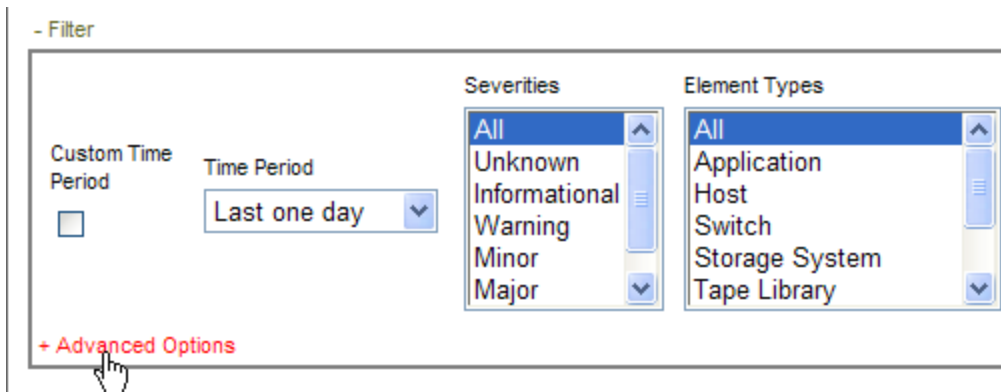 - Filter
Custom Time
Period
Time Period
Last one day
Severities
All
Unknown
Informational
Warning
Minor
Major
Element Types
All
Application
Host
Switch
Storage System
Tape Library
+ Advanced Options